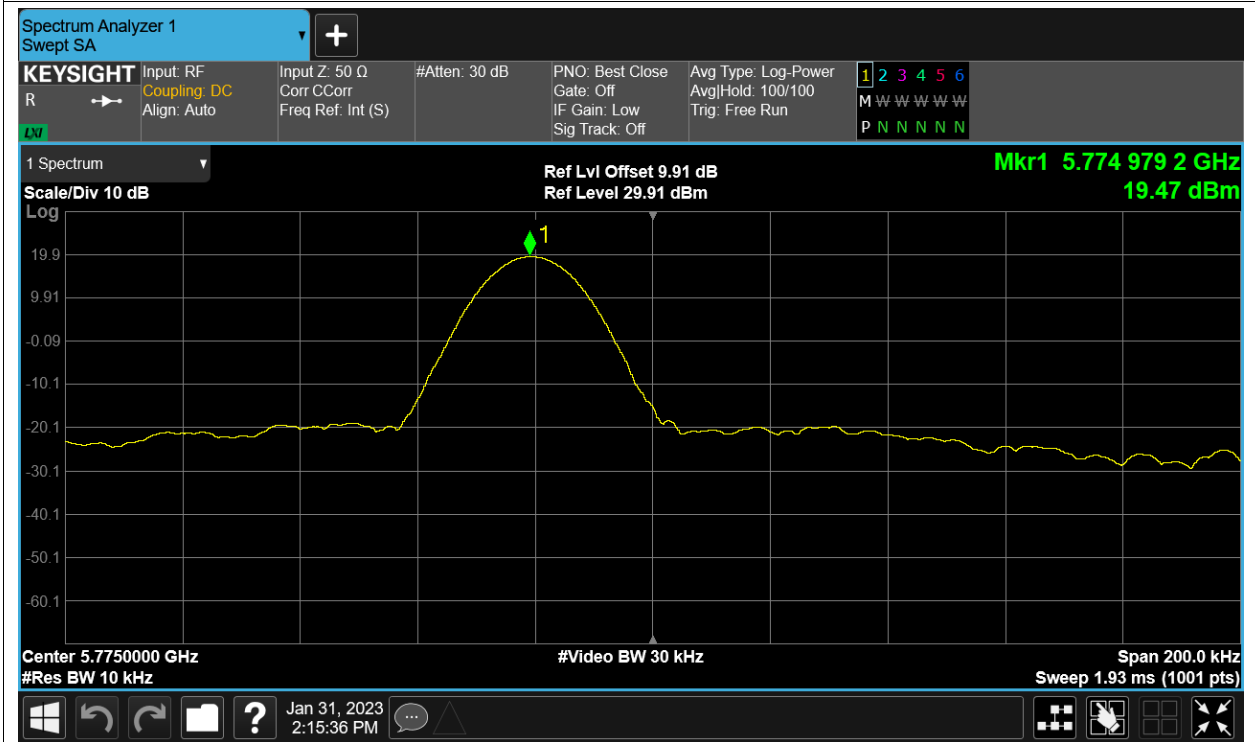 Spectrum Analyzer 1
Swept SA
+
KEYSIGHT
R
LXI
Input: RF
Coupling: DC
Align: Auto
Input Z: 50 Ω
Corr CCorr
Freq Ref: Int (S)
#Atten: 30 dB
PNO: Best Close
Gate: Off
IF Gain: Low
Sig Track: Off
Avg Type: Log-Power
Avg|Hold: 100/100
Trig: Free Run
1 2 3 4 5 6
M W W W W W
P N N N N N
1 Spectrum
Scale/Div 10 dB
Log
Ref Lvl Offset 9.91 dB
Ref Level 29.91 dBm
Mkr1 5.774 979 2 GHz
19.47 dBm
1
19.9
9.91
-0.09
-10.1
-20.1
-30.1
-40.1
-50.1
-60.1
Center 5.7750000 GHz
#Res BW 10 kHz
#Video BW 30 kHz
Span 200.0 kHz
Sweep 1.93 ms (1001 pts)
?
Jan 31, 2023
2:15:36 PM